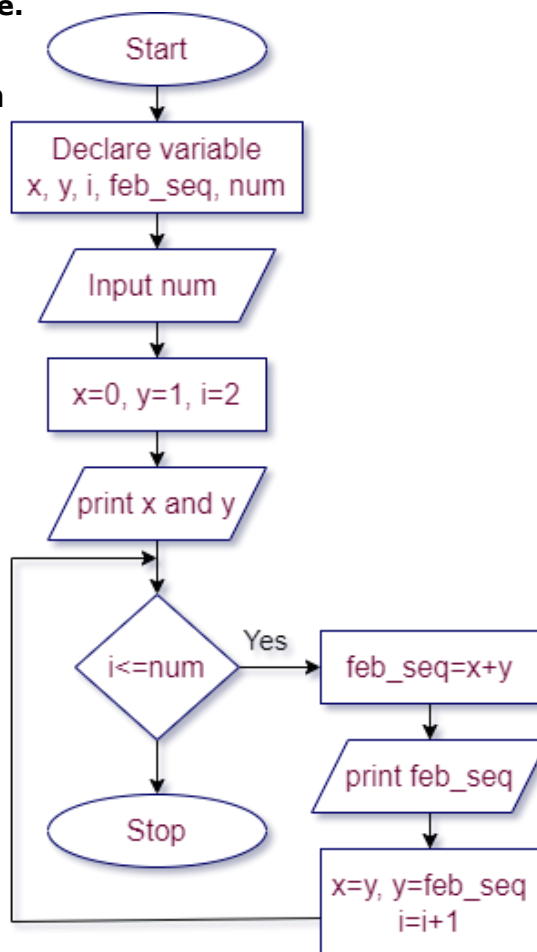 e.
Start
n
Declare variable
x, y, i, feb_seq, num
Input num
x=0, y=1, i=2
print x and y
i<=num
Yes
feb_seq=x+y
print feb_seq
Stop
x=y, y=feb_seq
i=i+1